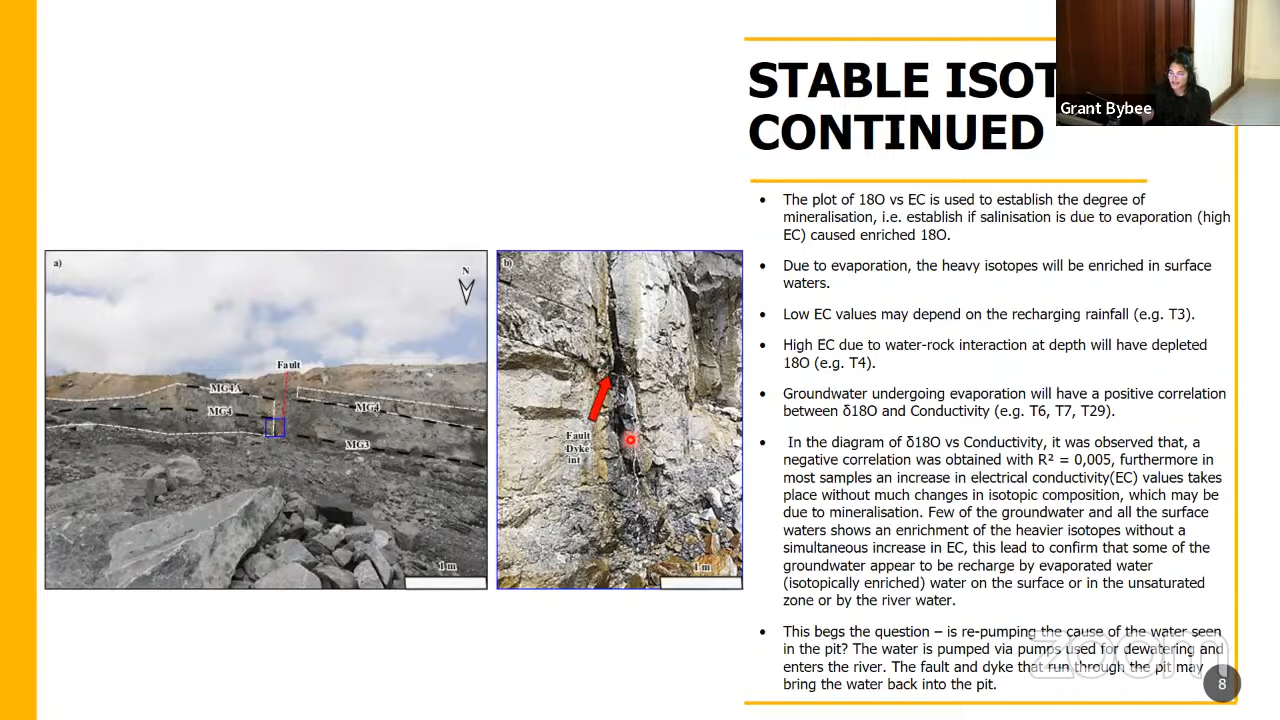 STABLE ISOT
CONTINUED
Grant Bybee
• The plot of 18O vs EC is used to establish the degree of
mineralisation, i.e. establish if salinisation is due to evaporation (high
EC) caused enriched 18O.
• Due to evaporation, the heavy isotopes will be enriched in surface
waters.
• Low EC values may depend on the recharging rainfall (e.g. T3).
• High EC due to water-rock interaction at depth will have depleted
18O (e.g. T4).
• Groundwater undergoing evaporation will have a positive correlation
between δ18O and Conductivity (e.g. T6, T7, T29).
• In the diagram of δ18O vs Conductivity, it was observed that, a
negative correlation was obtained with R² = 0,005, furthermore in
most samples an increase in electrical conductivity(EC) values takes
place without much changes in isotopic composition, which may be
due to mineralisation. Few of the groundwater and all the surface
waters shows an enrichment of the heavier isotopes without a
simultaneous increase in EC, this lead to confirm that some of the
groundwater appear to be recharge by evaporated water
(isotopically enriched) water on the surface or in the unsaturated
zone or by the river water.
• This begs the question – is re-pumping the cause of the water seen
in the pit? The water is pumped via pumps used for dewatering and
enters the river. The fault and dyke that run through the pit may
bring the water back into the pit.
a)
N
Fault
MG4A
MG4
MG4
MG3
1 m
b)
Fault
Dyke
int
1 m
zoom
8